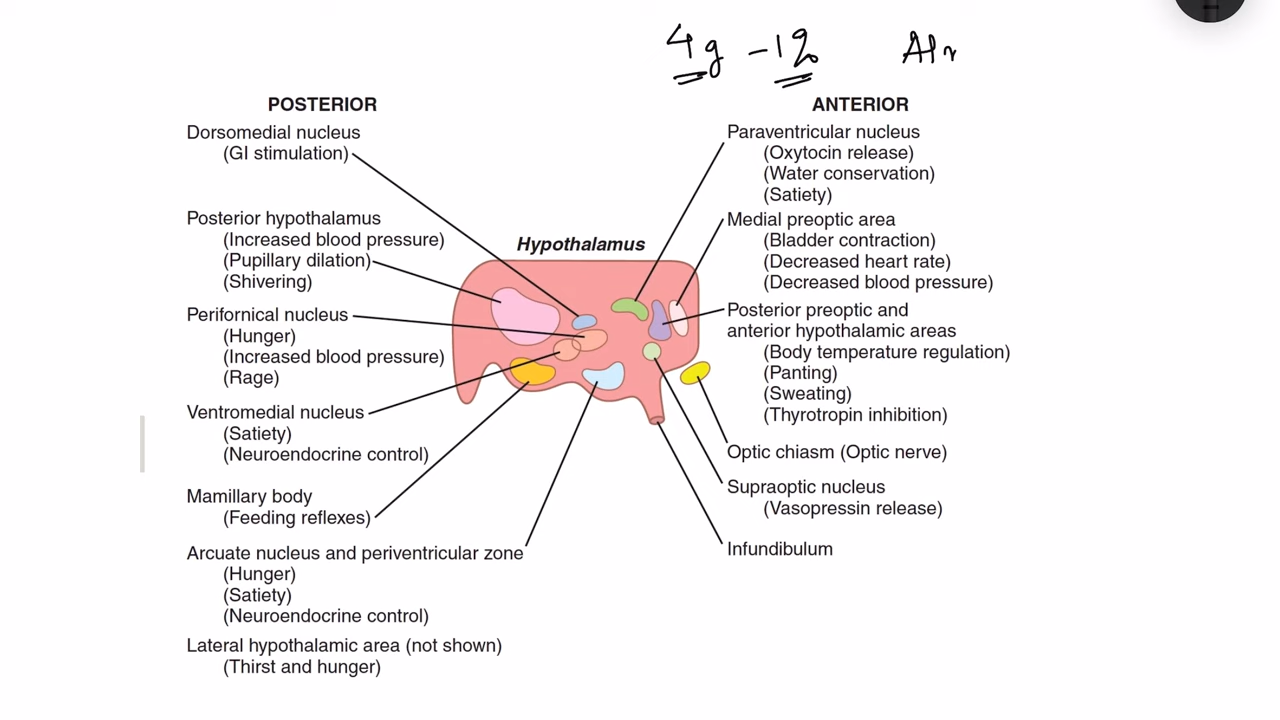 4g - 1%
POSTERIOR
Dorsomedial nucleus
(GI stimulation)
Posterior hypothalamus
(Increased blood pressure)
(Pupillary dilation)
(Shivering)
Perifornical nucleus
(Hunger)
(Increased blood pressure)
(Rage)
Ventromedial nucleus
(Satiety)
(Neuroendocrine control)
Mamillary body
(Feeding reflexes)
Arcuate nucleus and periventricular zone
(Hunger)
(Satiety)
(Neuroendocrine control)
Lateral hypothalamic area (not shown)
(Thirst and hunger)
Hypothalamus
ANTERIOR
Paraventricular nucleus
(Oxytocin release)
(Water conservation)
(Satiety)
Medial preoptic area
(Bladder contraction)
(Decreased heart rate)
(Decreased blood pressure)
Posterior preoptic and
anterior hypothalamic areas
(Body temperature regulation)
(Panting)
(Sweating)
(Thyrotropin inhibition)
Optic chiasm (Optic nerve)
Supraoptic nucleus
(Vasopressin release)
Infundibulum